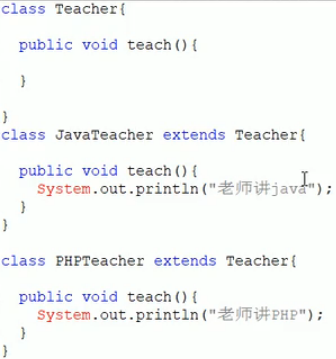 class Teacher{
public void teach(){
}
}
class JavaTeacher extends Teacher{
public void teach(){
System.out.println("老师讲java");
}
}
class PHPTeacher extends Teacher{
public void teach(){
System.out.println("老师讲PHP");
}
}